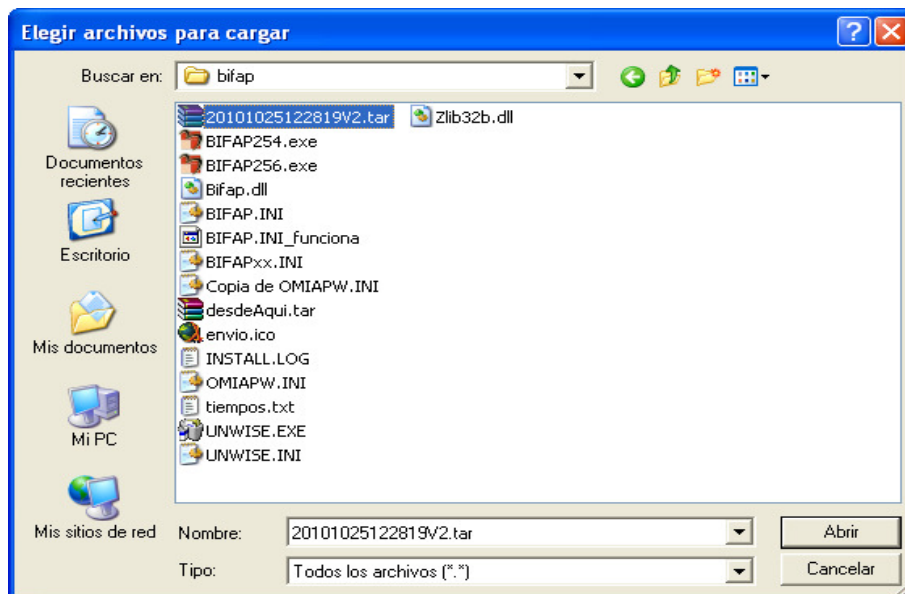 Elegir archivos para cargar
Buscar en: bifap
Documentos
recientes
Escritorio
Mis documentos
Mi PC
Mis sitios de red
20101025122819V2.tar
BIFAP254.exe
BIFAP256.exe
Bifap.dll
BIFAP.INI
BIFAP.INI_funciona
BIFAPxx.INI
Copia de OMIAPW.INI
desdeAqui.tar
envio.ico
INSTALL.LOG
OMIAPW.INI
tiempos.txt
UNWISE.EXE
UNWISE.INI
Zlib32b.dll
Nombre: 20101025122819V2.tar Abrir
Tipo: Todos los archivos (*.*) Cancelar